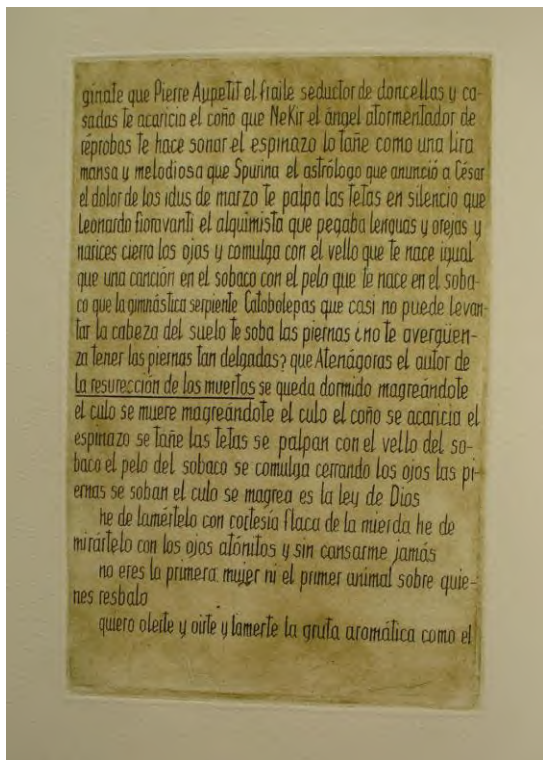 gínate que Pierre Aupetit el fraile seductor de doncellas y ca-
sadas te acaricia el coño que Nekir el ángel atormentador de
réprobos te hace sonar el espinazo lo tañe como una lira
mansa y melodiosa que Spurina el astrólogo que anunció a César
el dolor de los idus de marzo te palpa las tetas en silencio que
Leonardo Fioravanti el alquimista que pegaba lenguas y orejas y
narices cierra los ojos y comulga con el vello que te nace igual
que una canción en el sobaco con el pelo que te nace en el soba-
co que la gimnástica serpiente Catobolepas que casi no puede levan-
tar la cabeza del suelo te soba las piernas ¿no te avergüen-
za tener las piernas tan delgadas? que Atenágoras el autor de
la resurección de los muertos se queda dormido magreándote
el culo se muere magreándote el culo el coño se acaricia el
espinazo se tañe las tetas se palpan con el vello del so-
baco el pelo del sobaco se comulga cerrando los ojos las pi-
ernas se soban el culo se magrea es la ley de Dios
he de lamértelo con cortesía flaca de la mierda he de
mirártelo con los ojos atónitos y sin cansarme jamás
no eres la primera mujer ni el primer animal sobre quie-
nes resbalo
quiero olerte y oirte y lamerte la gruta aromática como el